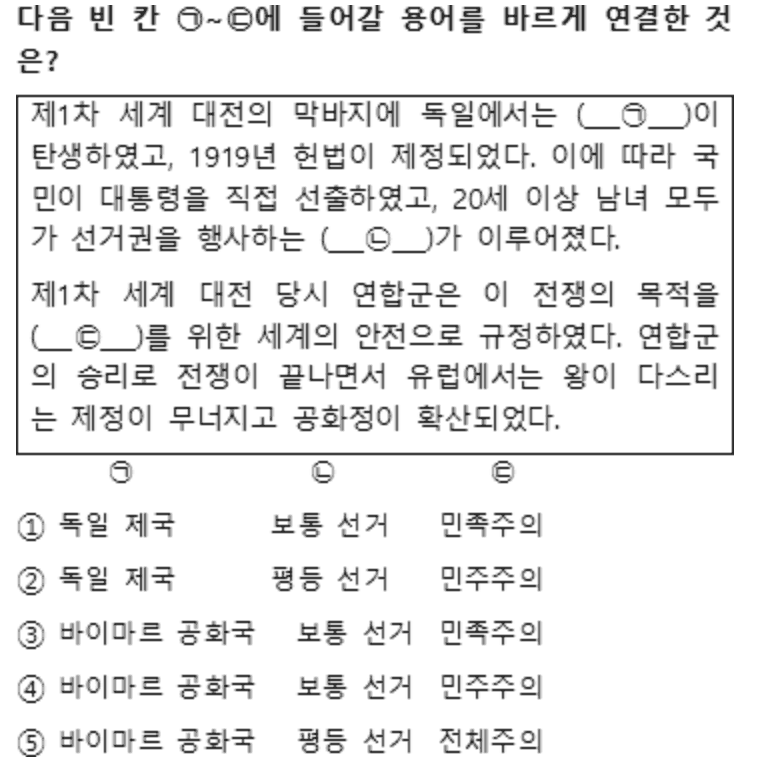 다음 빈 칸 ㉠~㉢에 들어갈 용어를 바르게 연결한 것
은?
제1차 세계 대전의 막바지에 독일에서는 (__㉠__)이
탄생하였고, 1919년 헌법이 제정되었다. 이에 따라 국
민이 대통령을 직접 선출하였고, 20세 이상 남녀 모두
가 선거권을 행사하는 (__㉡__)가 이루어졌다.
제1차 세계 대전 당시 연합군은 이 전쟁의 목적을
(__㉢__)를 위한 세계의 안전으로 규정하였다. 연합군
의 승리로 전쟁이 끝나면서 유럽에서는 왕이 다스리
는 제정이 무너지고 공화정이 확산되었다.
㉠ ㉡ ㉢
① 독일 제국 보통 선거 민족주의
② 독일 제국 평등 선거 민주주의
③ 바이마르 공화국 보통 선거 민족주의
④ 바이마르 공화국 보통 선거 민주주의
⑤ 바이마르 공화국 평등 선거 전체주의